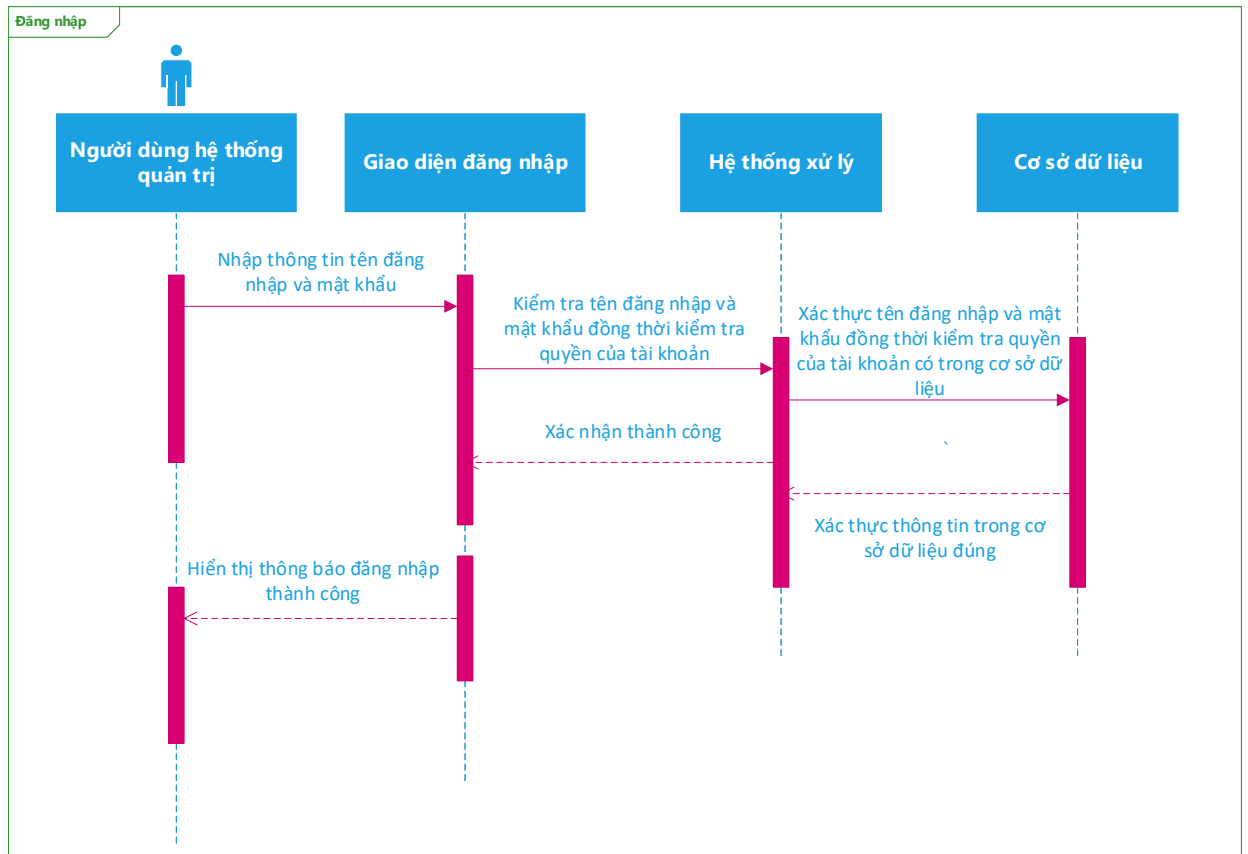 Đăng nhập
Người dùng hệ thống
quản trị
Giao diện đăng nhập
Hệ thống xử lý
Cơ sở dữ liệu
Nhập thông tin tên đăng
nhập và mật khẩu
Kiểm tra tên đăng nhập và
mật khẩu đồng thời kiểm tra
quyền của tài khoản
Xác thực tên đăng nhập và mật
khẩu đồng thời kiểm tra quyền
của tài khoản có trong cơ sở dữ
liệu
Xác nhận thành công
`
Xác thực thông tin trong cơ
sở dữ liệu đúng
Hiển thị thông báo đăng nhập
thành công